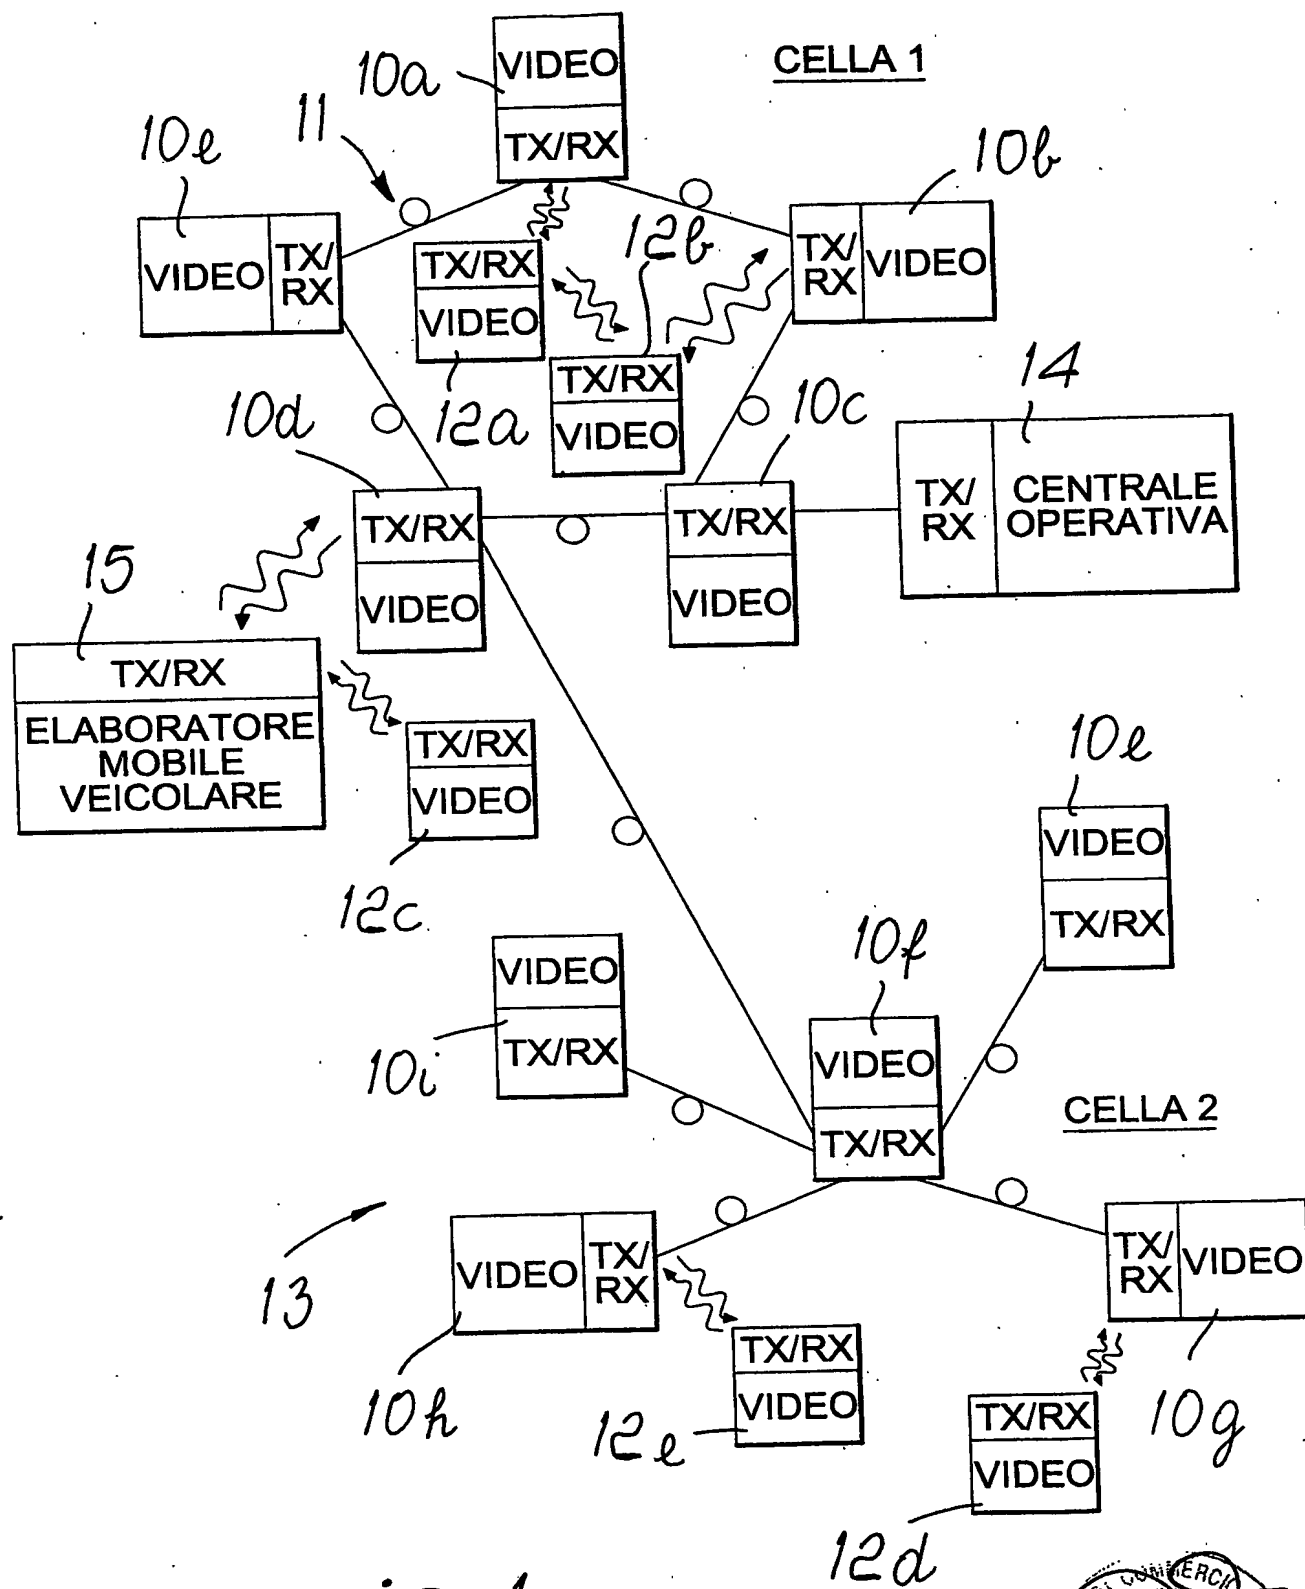 CELLA 1
10a
VIDEO
TX/RX
11
10e
VIDEO
TX/
RX
10b
TX/
RX
VIDEO
12b
TX/RX
VIDEO
12a
TX/RX
VIDEO
10d
TX/RX
VIDEO
10c
TX/RX
VIDEO
14
TX/
RX
CENTRALE
OPERATIVA
15
TX/RX
ELABORATORE
MOBILE
VEICOLARE
TX/RX
VIDEO
12c
10e
VIDEO
TX/RX
10f
VIDEO
TX/RX
VIDEO
TX/RX
10i
CELLA 2
13
VIDEO
TX/
RX
10h
TX/RX
VIDEO
12e
TX/
RX
VIDEO
10g
TX/RX
VIDEO
12d